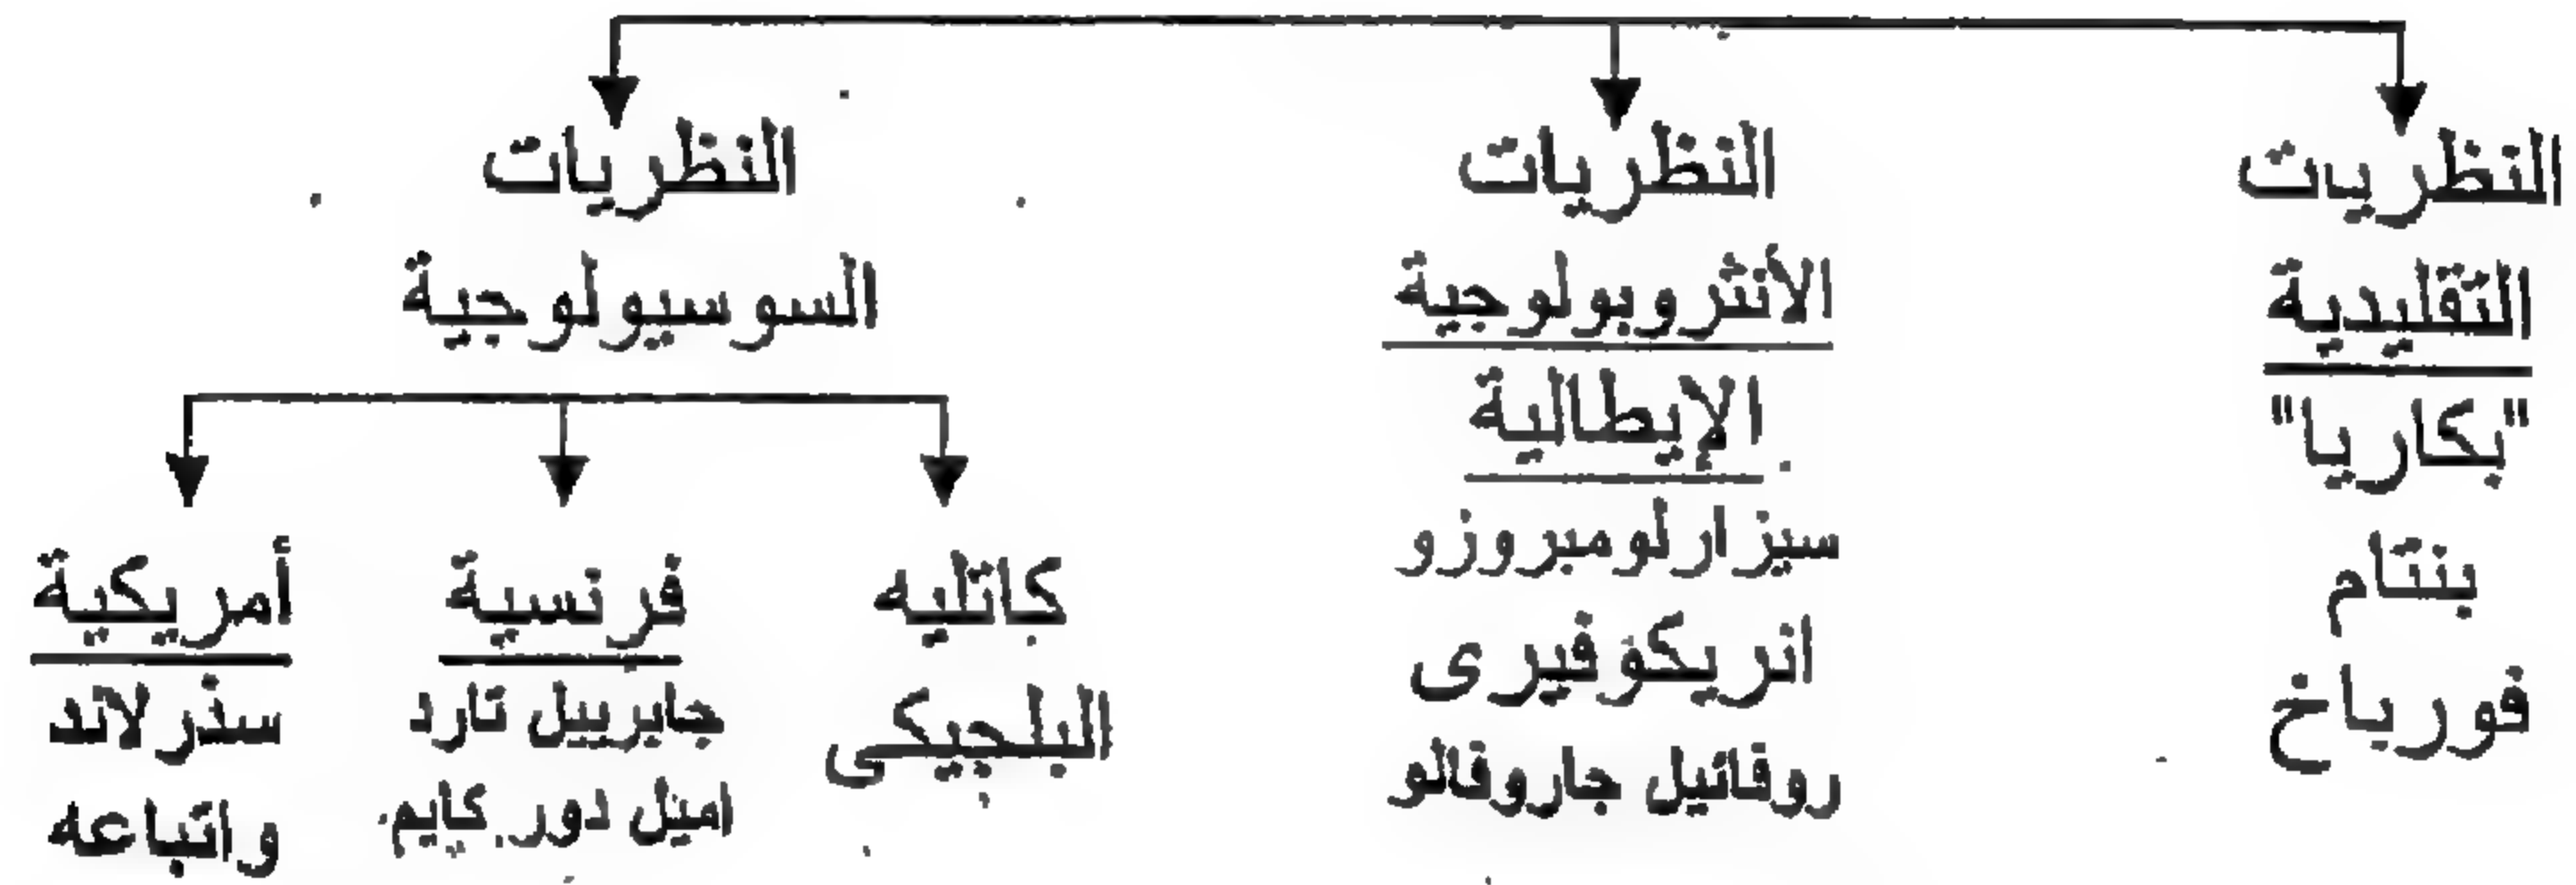 النظريات
التقليدية
"بكاريا"
بنتام
فورياخ
النظريات
الأنثروبولوجية
الإيطالية
سيزارلومبروزو
انريكوفيرى
روفائيل جاروفالو
النظريات
السوسيولوجية
كاتليه
البلجيكى
فرنسية
جابرييل تارد
اميل دور كايم
أمريكية
سذرلاند
واتباعه